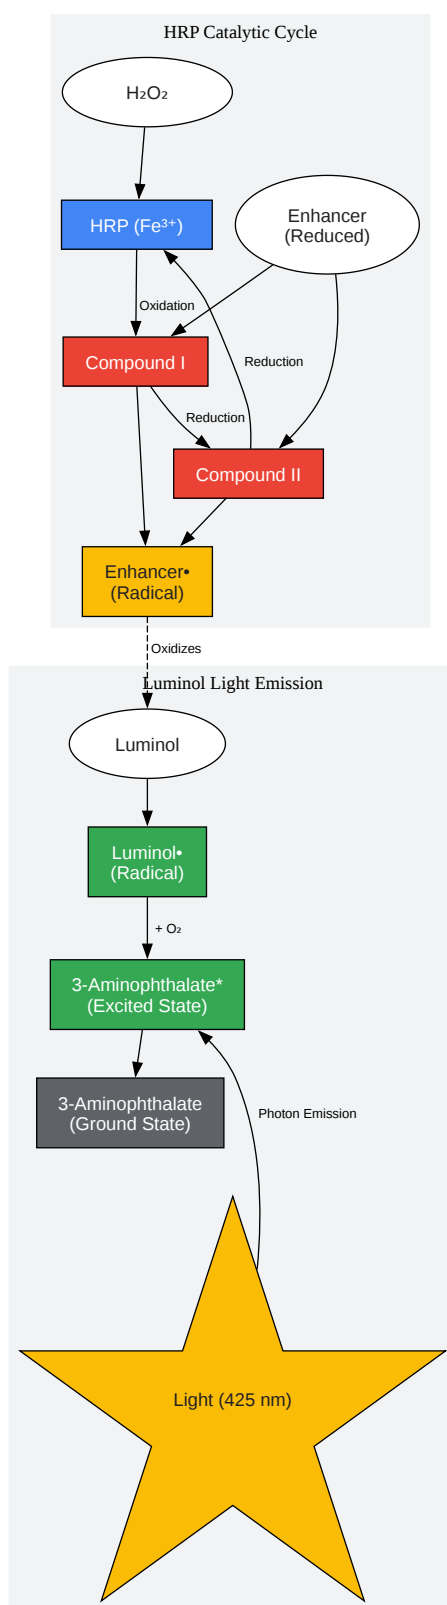 HRP Catalytic Cycle
H₂O₂
HRP (Fe³⁺)
Enhancer
(Reduced)
Oxidation
Compound I
Reduction
Reduction
Compound II
Enhancer•
(Radical)
Oxidizes
Luminol Light Emission
Luminol
Luminol•
(Radical)
+ O₂
3-Aminophthalate*
(Excited State)
3-Aminophthalate
(Ground State)
Photon Emission
Light (425 nm)